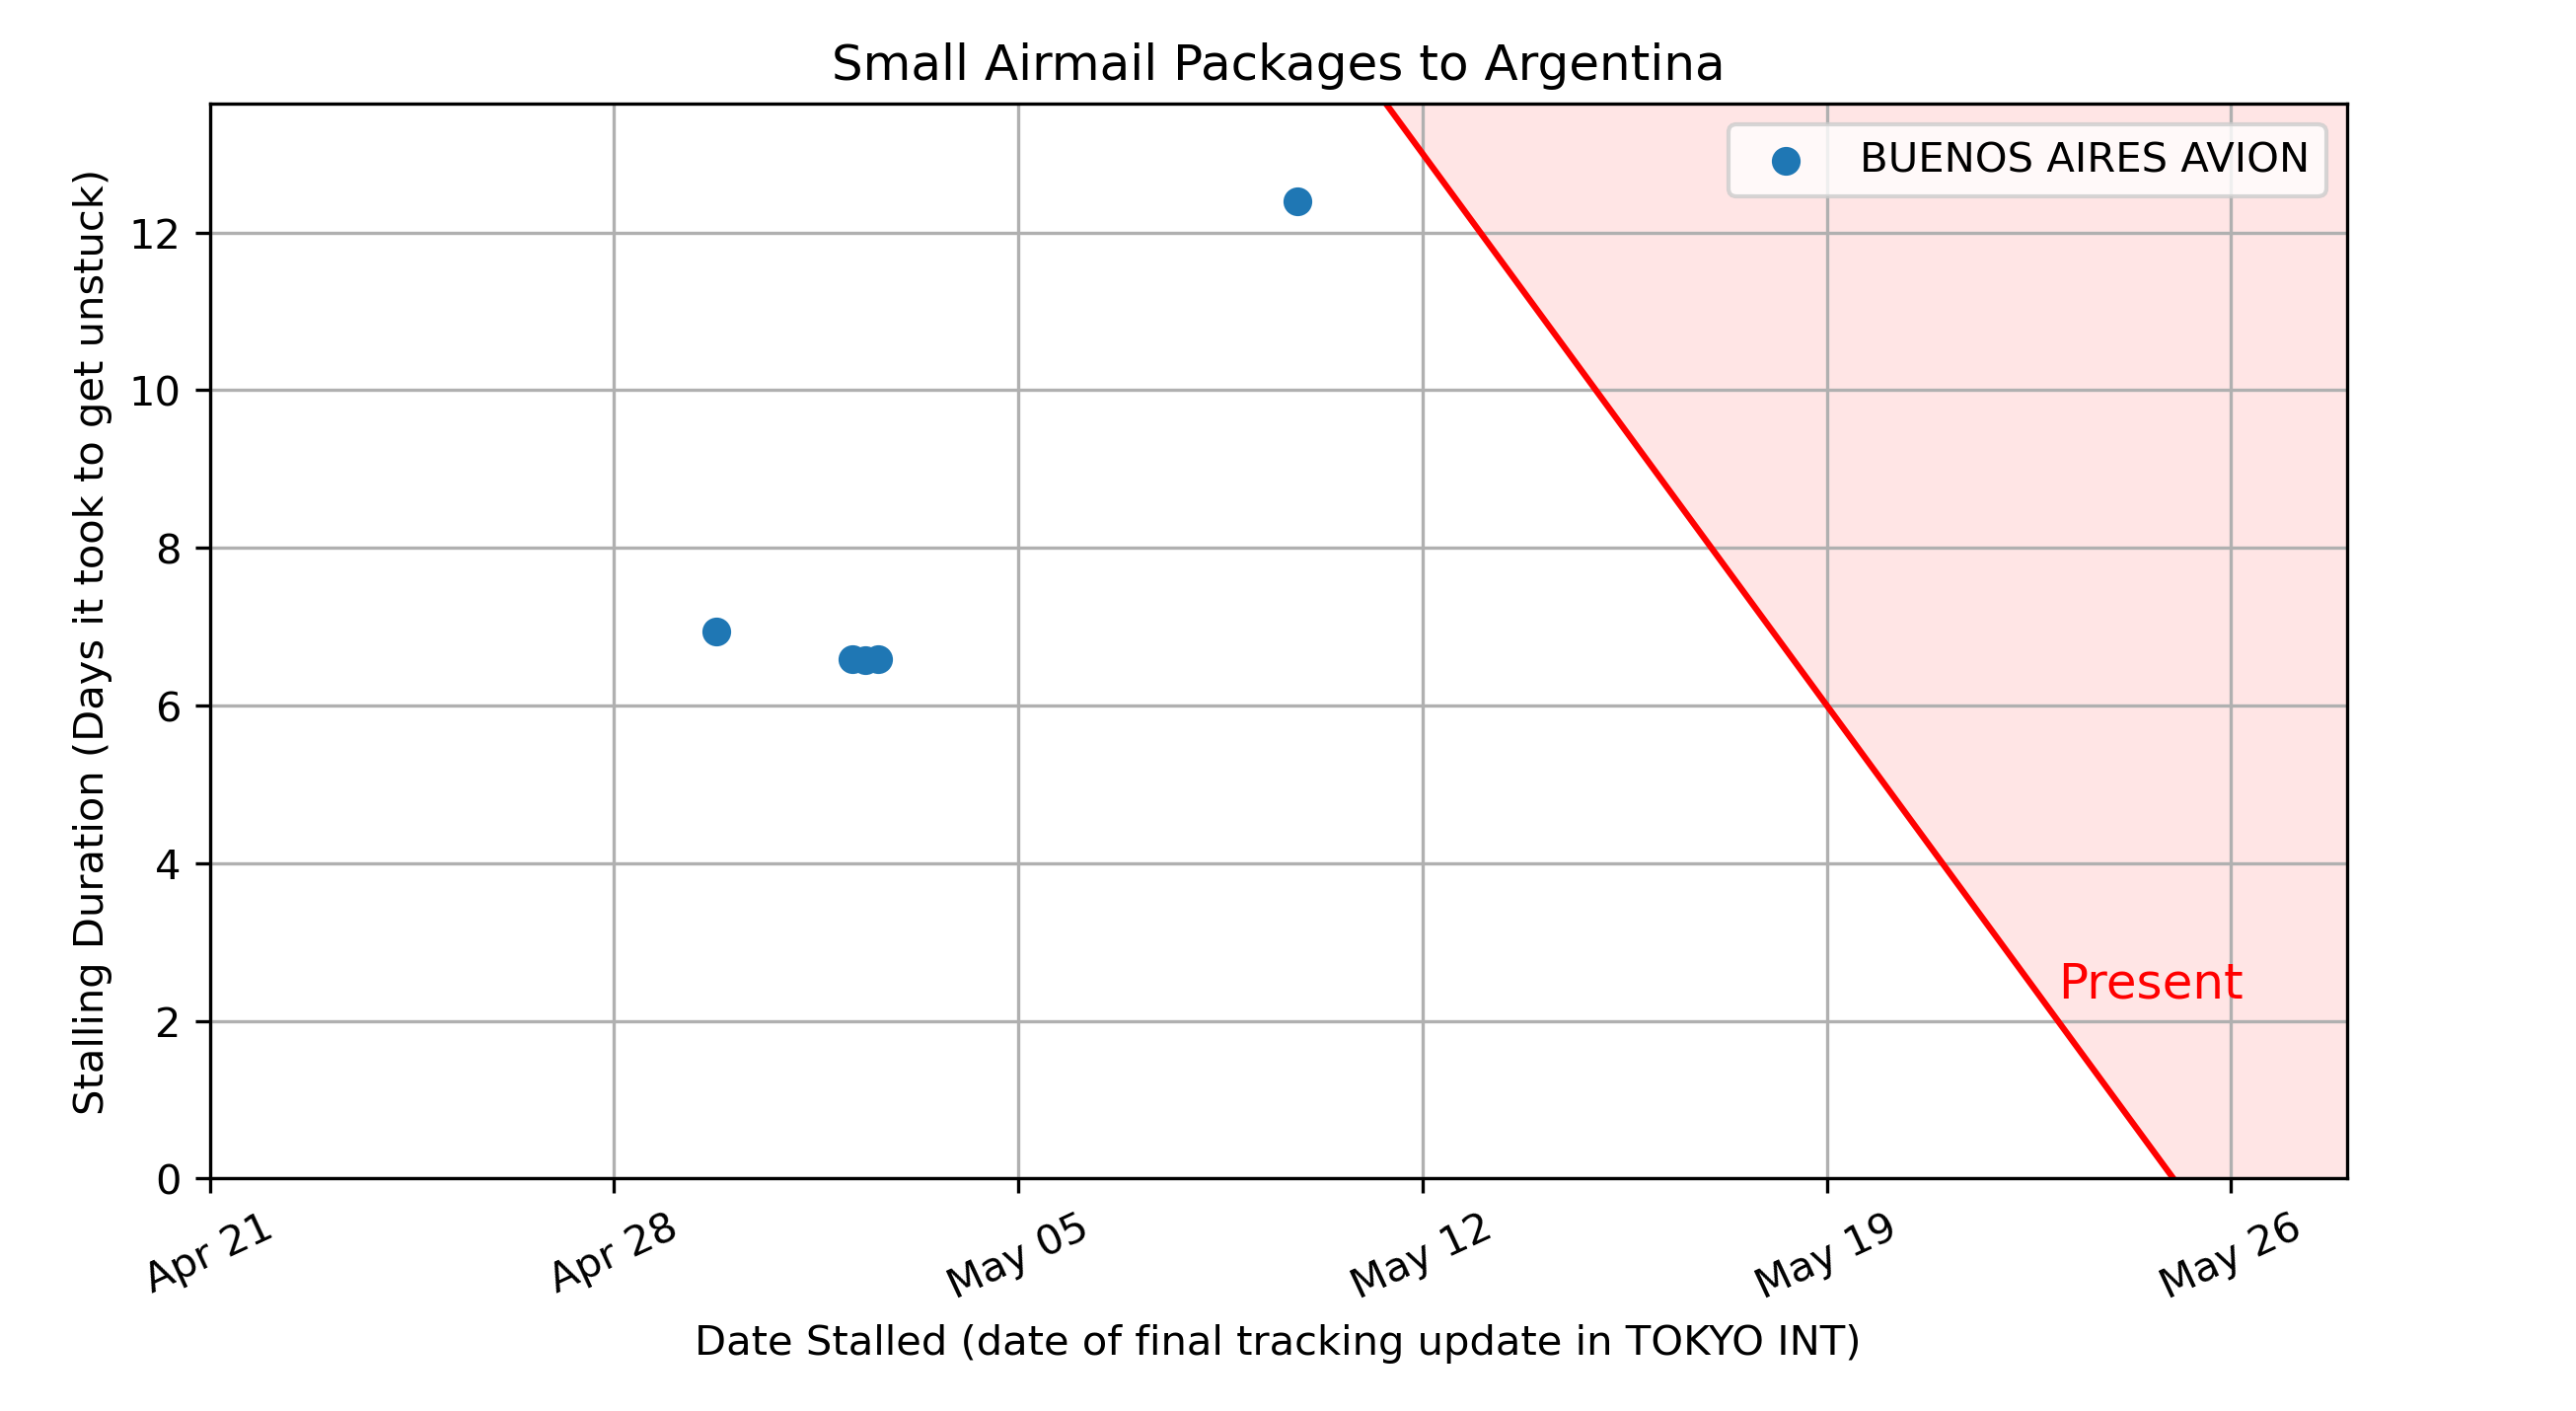 Small Airmail Packages to Argentina
BUENOS AIRES AVION
Stalling Duration (Days it took to get unstuck)
12
10
8
6
4
2
0
Present
Apr 21
Apr 28
May 05
May 12
May 19
May 26
Date Stalled (date of final tracking update in TOKYO INT)